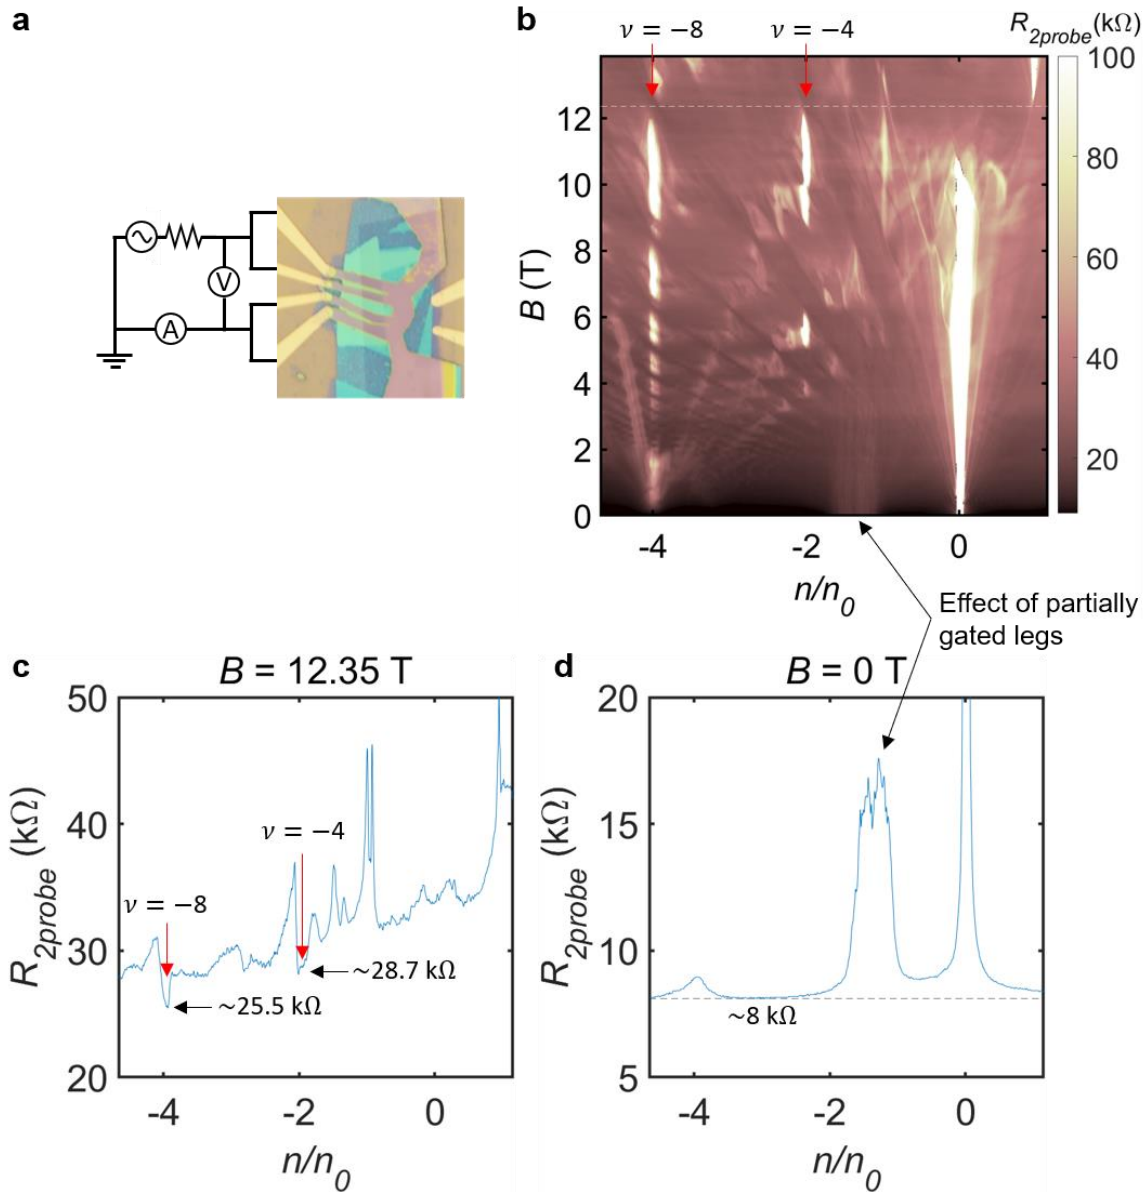 a
V
A
b
ν = −8
ν = −4
R2probe(kΩ)
100
80
60
40
20
12
10
8
6
4
2
0
B (T)
-4
-2
0
n/n0
Effect of partially
gated legs
c
B = 12.35 T
50
40
30
20
R2probe (kΩ)
ν = −8
ν = −4
~28.7 kΩ
~25.5 kΩ
-4
-2
0
n/n0
d
B = 0 T
20
15
10
5
R2probe (kΩ)
~8 kΩ
-4
-2
0
n/n0